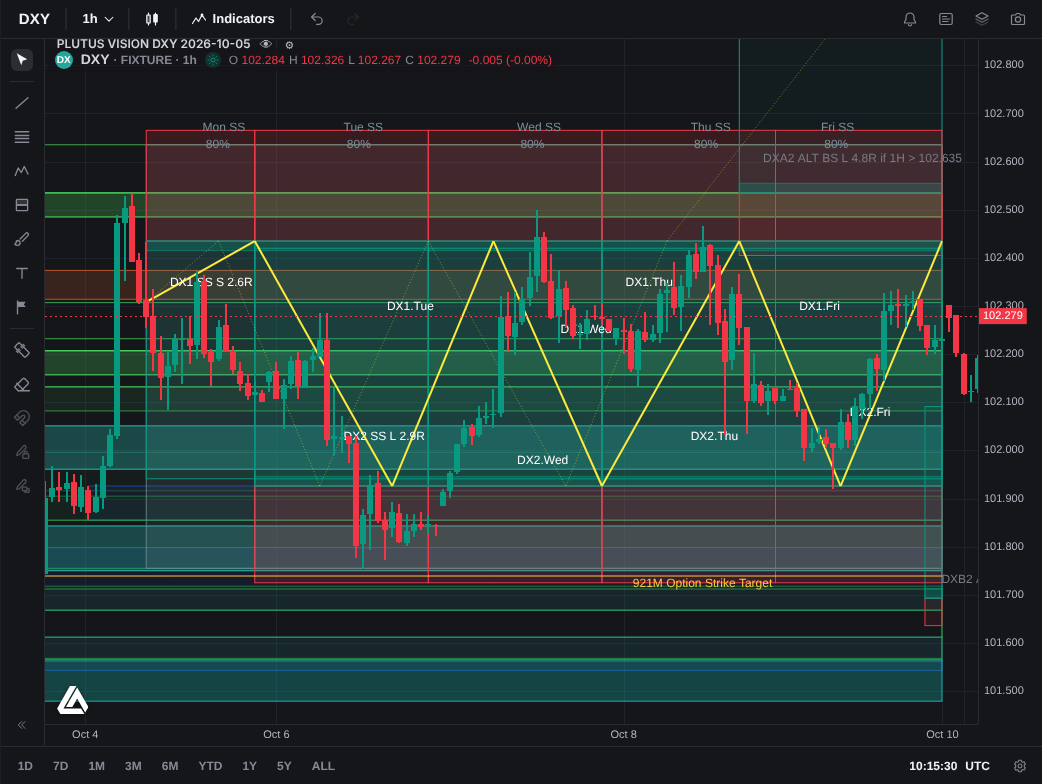 DXY 1h Indicators
PLUTUS VISION DXY 2026-10-05
DX DXY · FIXTURE · 1h O 102.284 H 102.326 L 102.267 C 102.279 -0.005 (-0.00%)
102.800
102.700
Mon SS Tue SS Wed SS Thu SS Fri SS
80% 80% 80% 80% 80%
DXA2 ALT BS L 4.8R if 1H > 102.635
102.600
102.500
102.400
DX1 SS S 2.6R DX1.Tue DX1.Wed DX1.Thu DX1.Fri
102.300
102.279
102.200
102.100
DX2 SS L 2.9R DX2.Wed DX2.Thu DX2.Fri
102.000
101.900
101.800
921M Option Strike Target
DXB2
101.700
101.600
101.500
Oct 4 Oct 6 Oct 8 Oct 10
1D 7D 1M 3M 6M YTD 1Y 5Y ALL 10:15:30 UTC